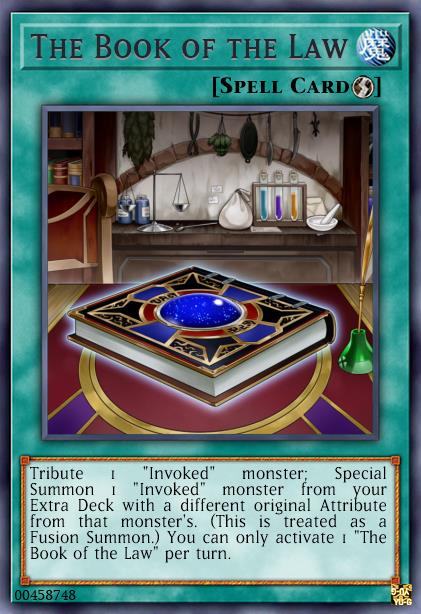 The Book of the Law
魔
[Spell Card]
Tribute 1 "Invoked" monster; Special
Summon 1 "Invoked" monster from your
Extra Deck with a different original Attribute
from that monster's. (This is treated as a
Fusion Summon.) You can only activate 1 "The
Book of the Law" per turn.
00458748